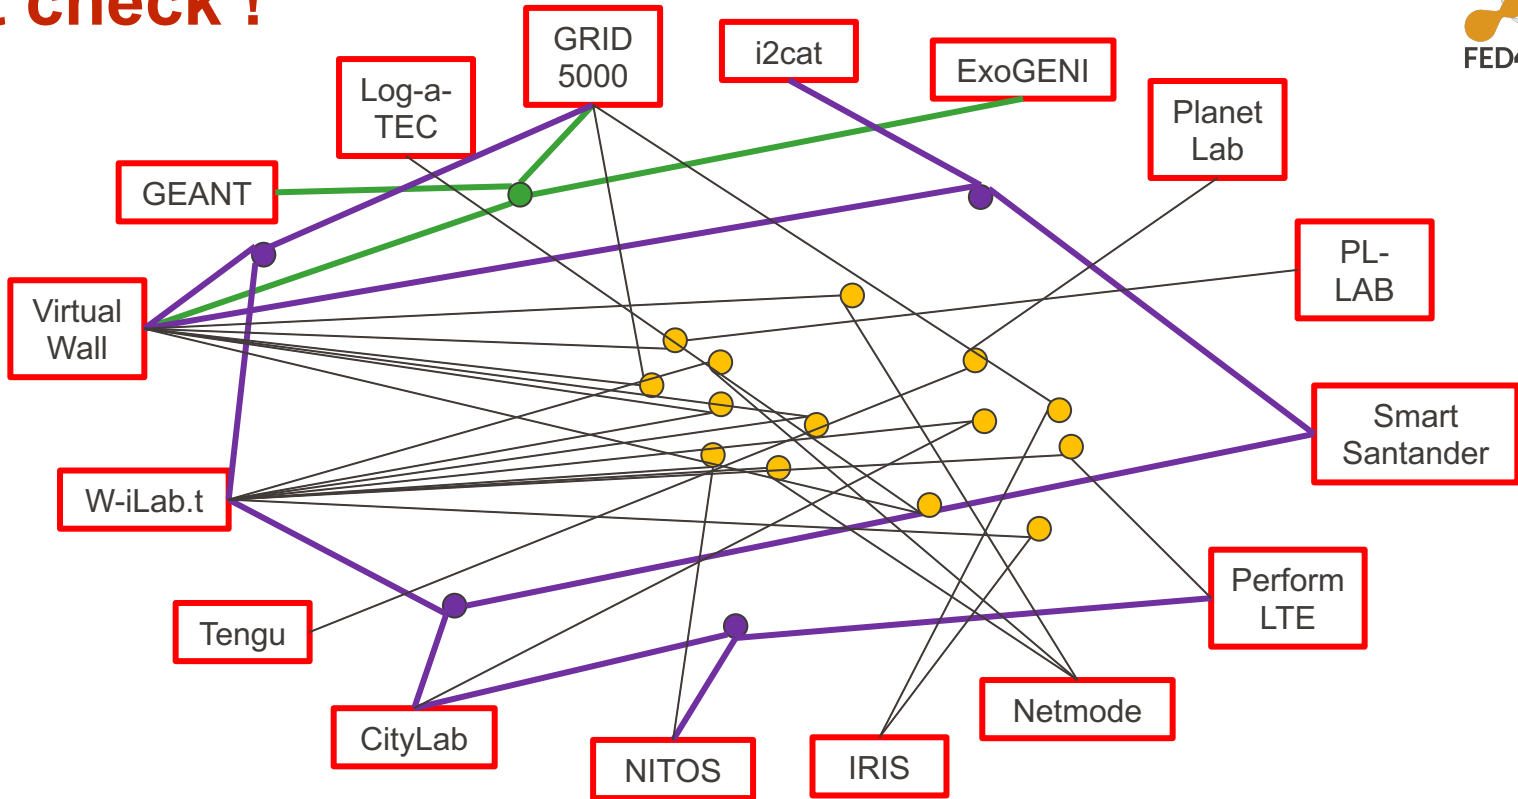 check !
FED4
GRID
5000
i2cat
ExoGENI
Log-a-
TEC
Planet
Lab
GEANT
PL-
LAB
Virtual
Wall
Smart
Santander
W-iLab.t
Perform
LTE
Tengu
Netmode
CityLab
NITOS
IRIS